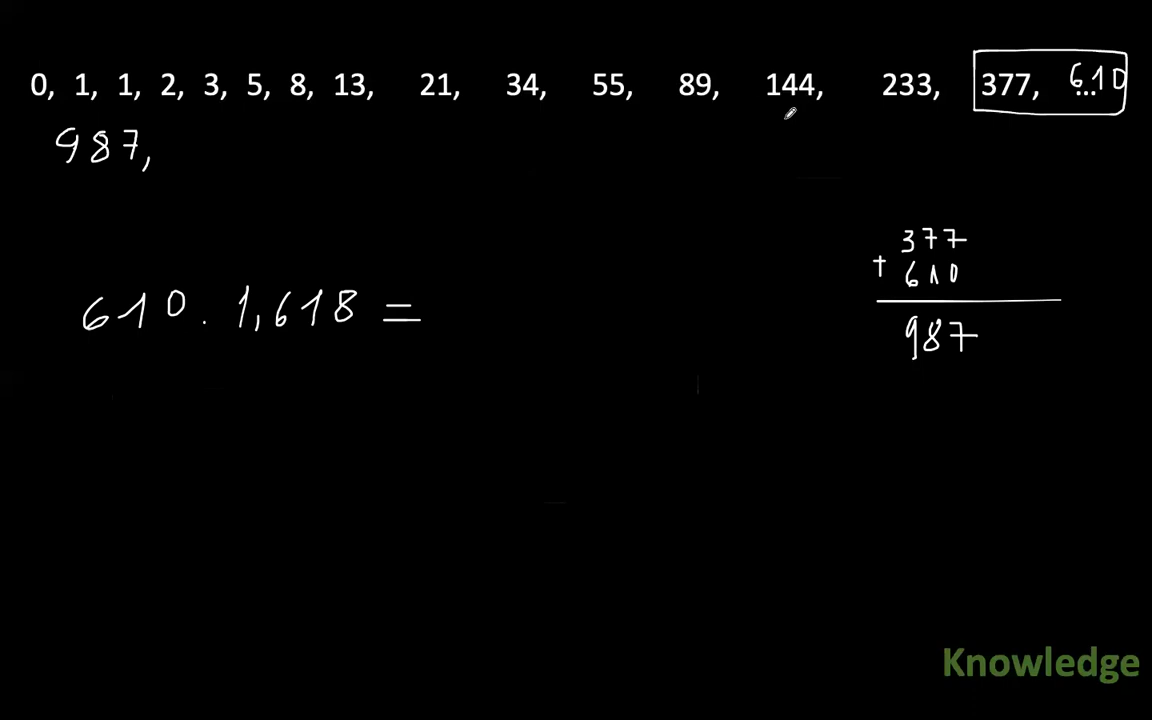 0, 1, 1, 2, 3, 5, 8, 13, 21, 34, 55, 89, 144, 233, 377, ... 610
987,
377
+ 610
610 . 1,618 =
987
Knowledge